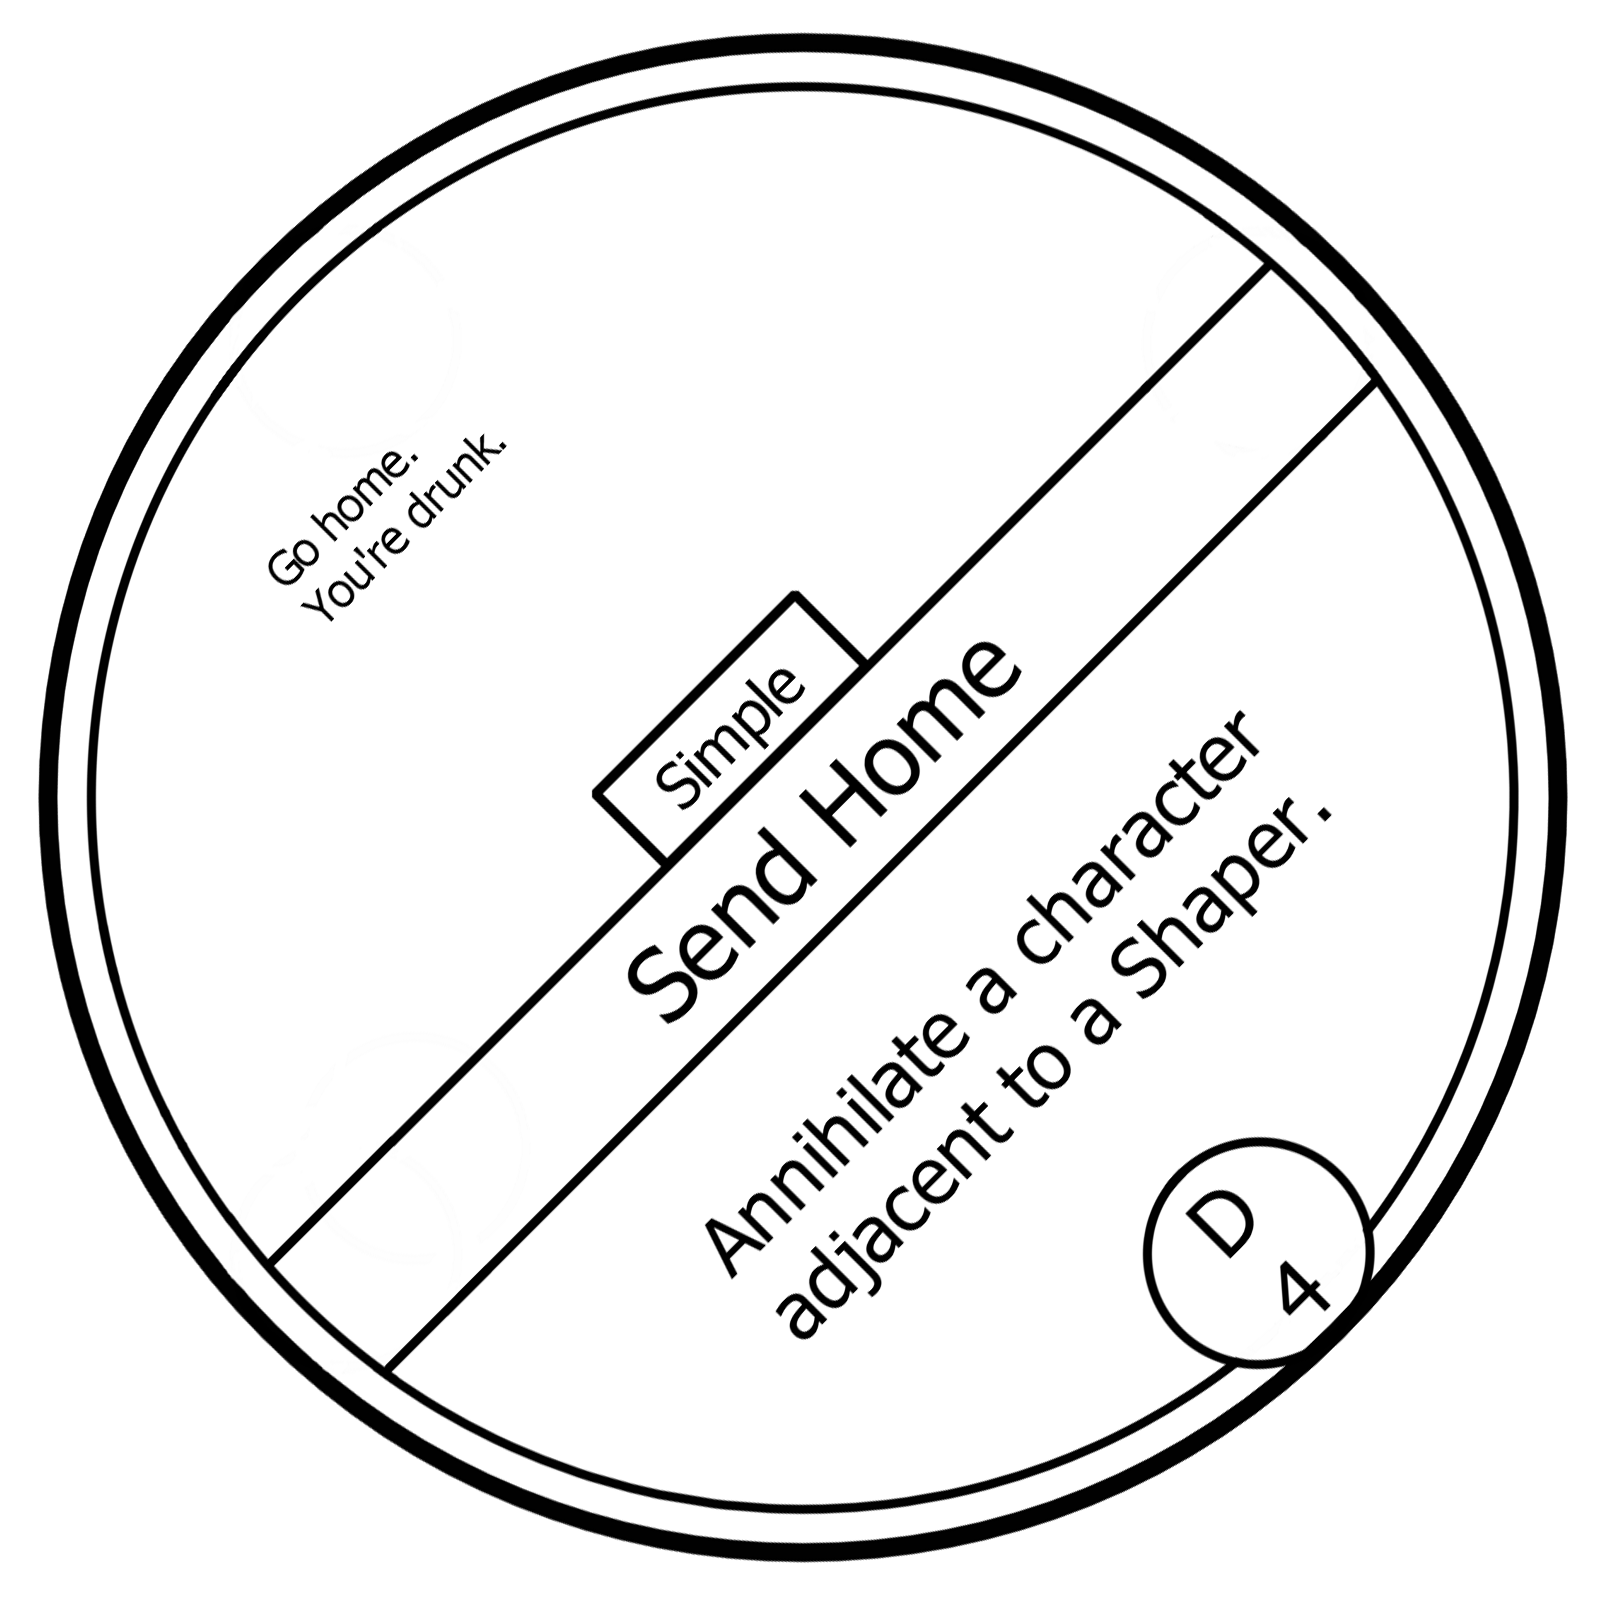 Go home.
You're drunk.
Simple
Send Home
Annihilate a character
adjacent to a Shaper.
D
4